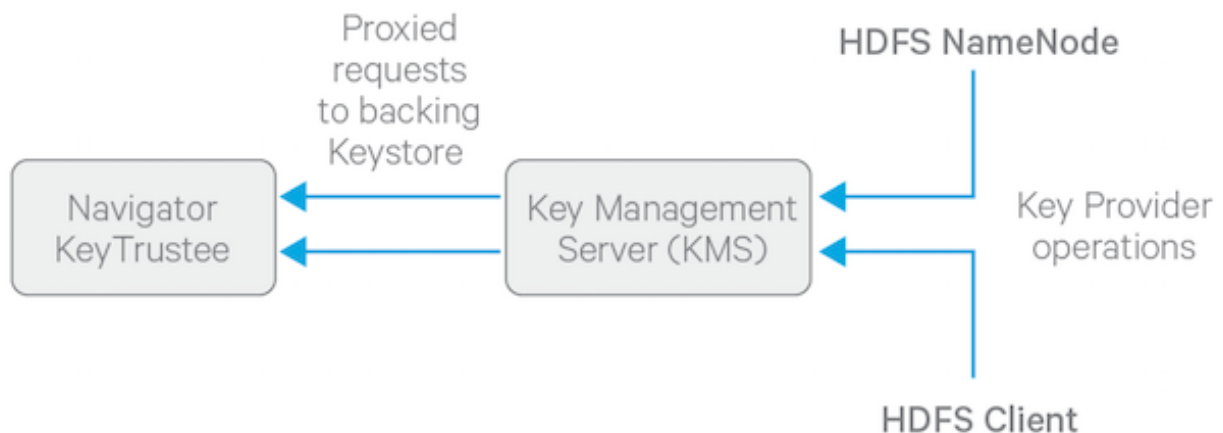 Proxied
requests
to backing
Keystore
HDFS NameNode
Navigator
KeyTrustee
Key Management
Server (KMS)
Key Provider
operations
HDFS Client